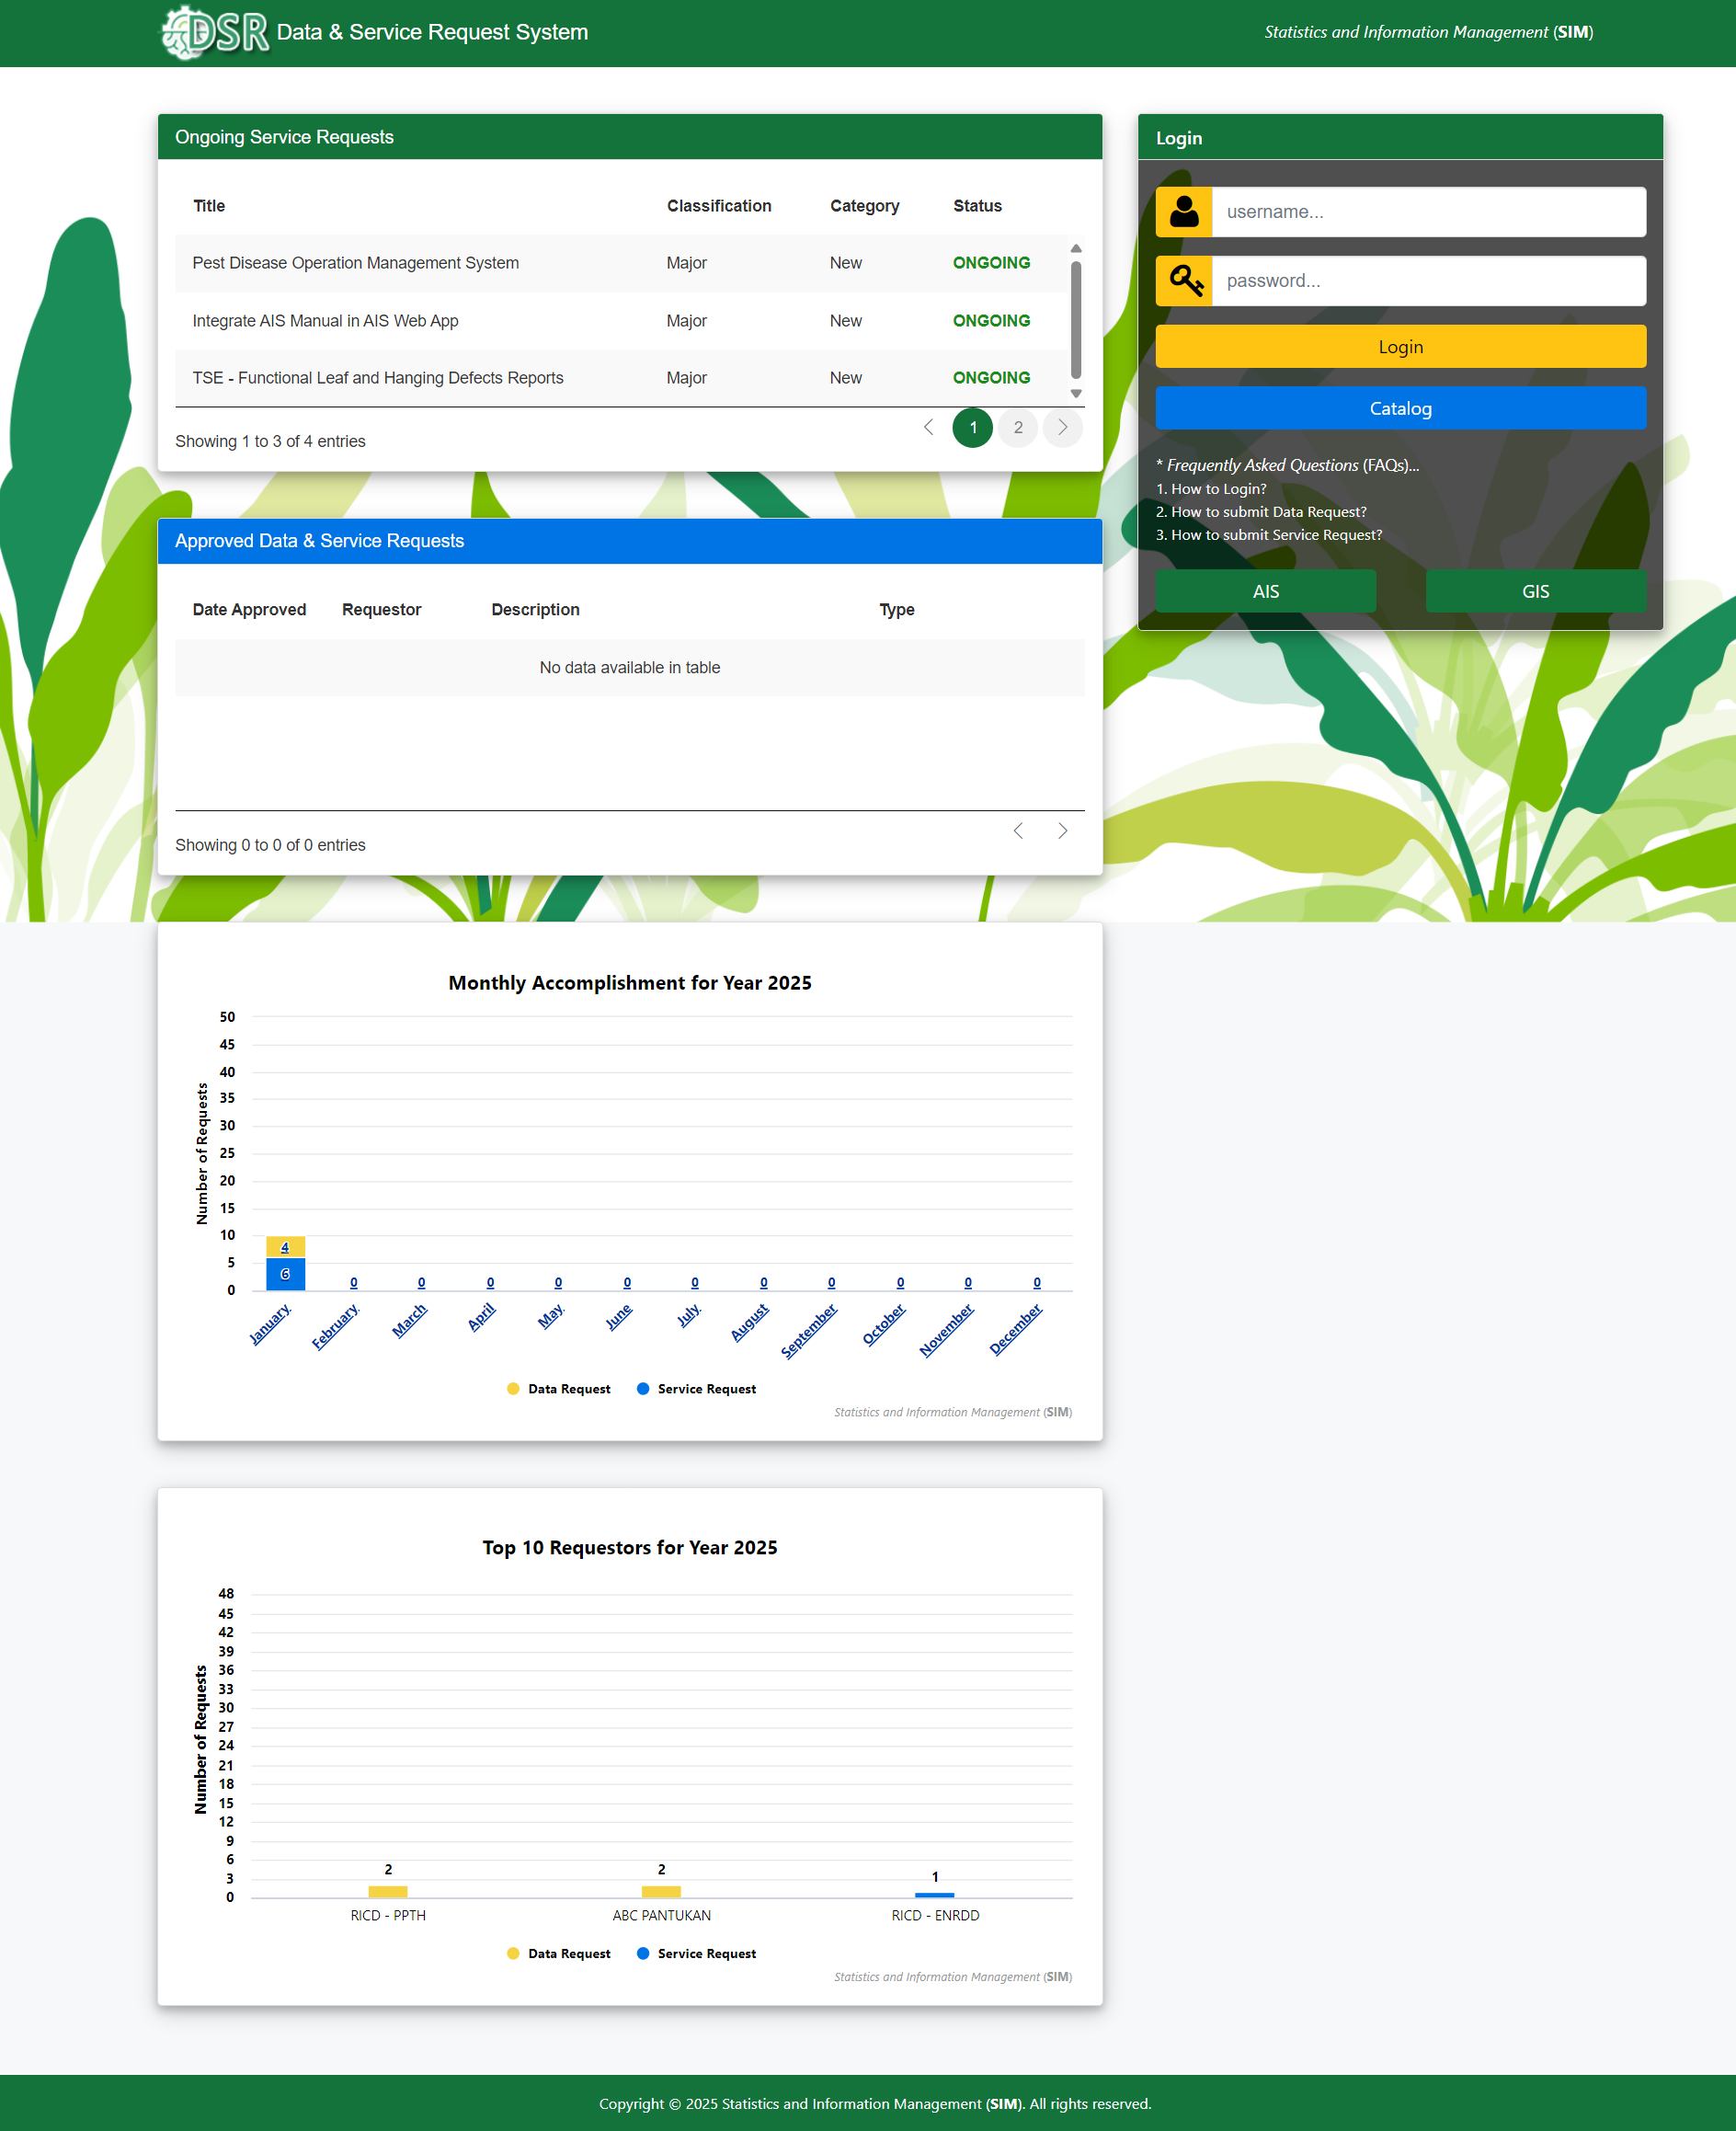 DSR Data & Service Request System
Statistics and Information Management (SIM)
Ongoing Service Requests
Title Classification Category Status
Pest Disease Operation Management System Major New ONGOING
Integrate AIS Manual in AIS Web App Major New ONGOING
TSE - Functional Leaf and Hanging Defects Reports Major New ONGOING
Showing 1 to 3 of 4 entries
1 2
Login
username...
password...
Login
Catalog
* Frequently Asked Questions (FAQs)...
1. How to Login?
2. How to submit Data Request?
3. How to submit Service Request?
AIS GIS
Approved Data & Service Requests
Date Approved Requestor Description Type
No data available in table
Showing 0 to 0 of 0 entries
Monthly Accomplishment for Year 2025
Number of Requests
50
45
40
35
30
25
20
15
10
5
0
4
6
0 0 0 0 0 0 0 0 0 0 0
January February March April May June July August September October November December
Data Request Service Request
Statistics and Information Management (SIM)
Top 10 Requestors for Year 2025
Number of Requests
48
45
42
39
36
33
30
27
24
21
18
15
12
9
6
3
0
2 2 1
RICD - PPTH ABC PANTUKAN RICD - ENRDD
Data Request Service Request
Statistics and Information Management (SIM)
Copyright © 2025 Statistics and Information Management (SIM). All rights reserved.